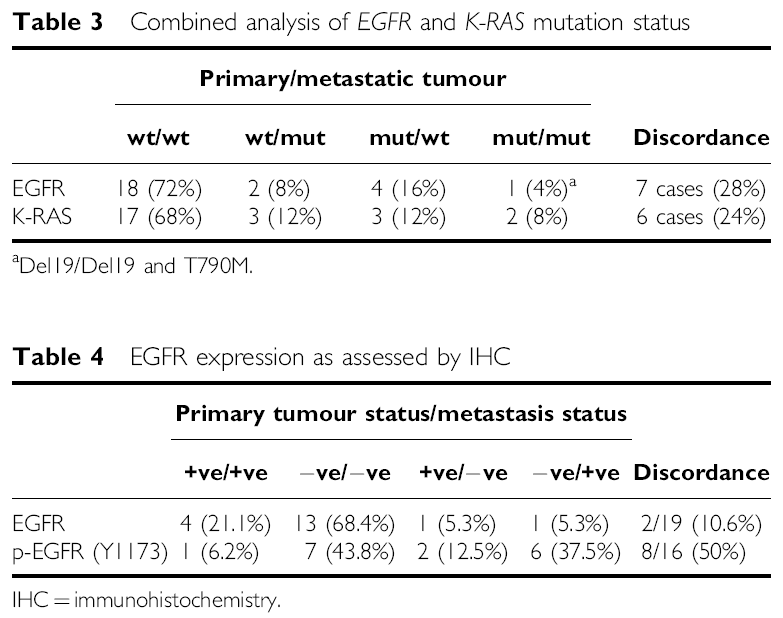 Table 3 Combined analysis of EGFR and K-RAS mutation status
Primary/metastatic tumour
wt/wt wt/mut mut/wt mut/mut Discordance
EGFR 18 (72%) 2 (8%) 4 (16%) 1 (4%)ᵃ 7 cases (28%)
K-RAS 17 (68%) 3 (12%) 3 (12%) 2 (8%) 6 cases (24%)
ᵃDel19/Del19 and T790M.
Table 4 EGFR expression as assessed by IHC
Primary tumour status/metastasis status
+ve/+ve −ve/−ve +ve/−ve −ve/+ve Discordance
EGFR 4 (21.1%) 13 (68.4%) 1 (5.3%) 1 (5.3%) 2/19 (10.6%)
p-EGFR (Y1173) 1 (6.2%) 7 (43.8%) 2 (12.5%) 6 (37.5%) 8/16 (50%)
IHC = immunohistochemistry.